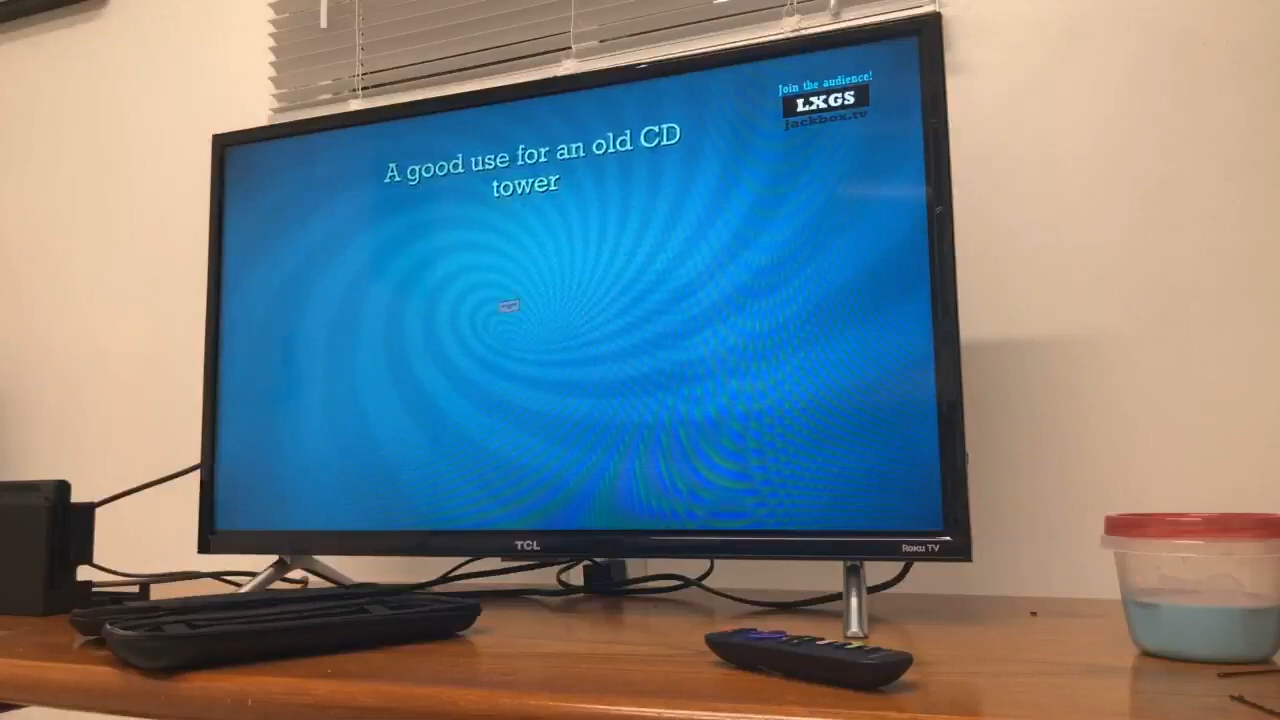 Join the audience!
LXGS
jackbox.tv
A good use for an old CD
tower
TCL
Roku TV